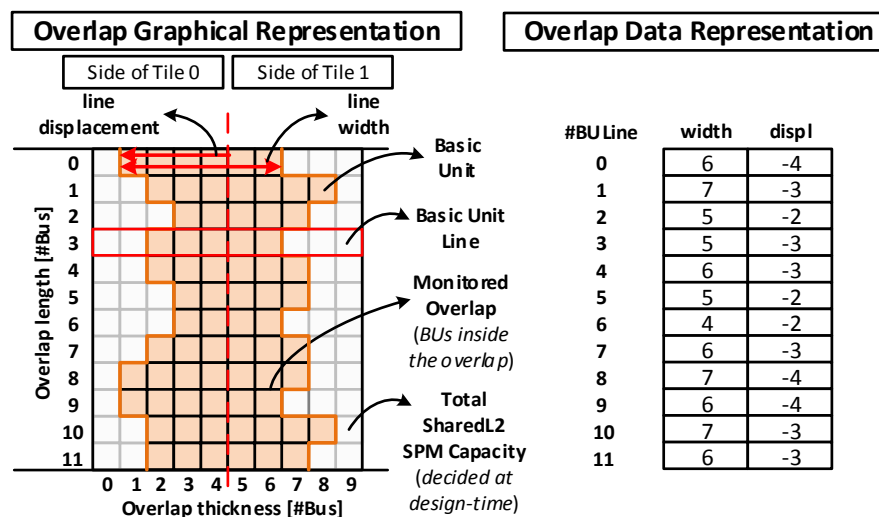 Overlap Graphical Representation
Overlap Data Representation
Side of Tile 0
Side of Tile 1
line
displacement
line
width
Basic
Unit
Basic Unit
Line
Monitored
Overlap
(BUs inside
the overlap)
Total
SharedL2
SPM Capacity
(decided at
design-time)
Overlap length [#Bus]
0
1
2
3
4
5
6
7
8
9
10
11
0 1 2 3 4 5 6 7 8 9
Overlap thickness [#Bus]
#BULine width displ
0 6 -4
1 7 -3
2 5 -2
3 5 -3
4 6 -3
5 5 -2
6 4 -2
7 6 -3
8 7 -4
9 6 -4
10 7 -3
11 6 -3